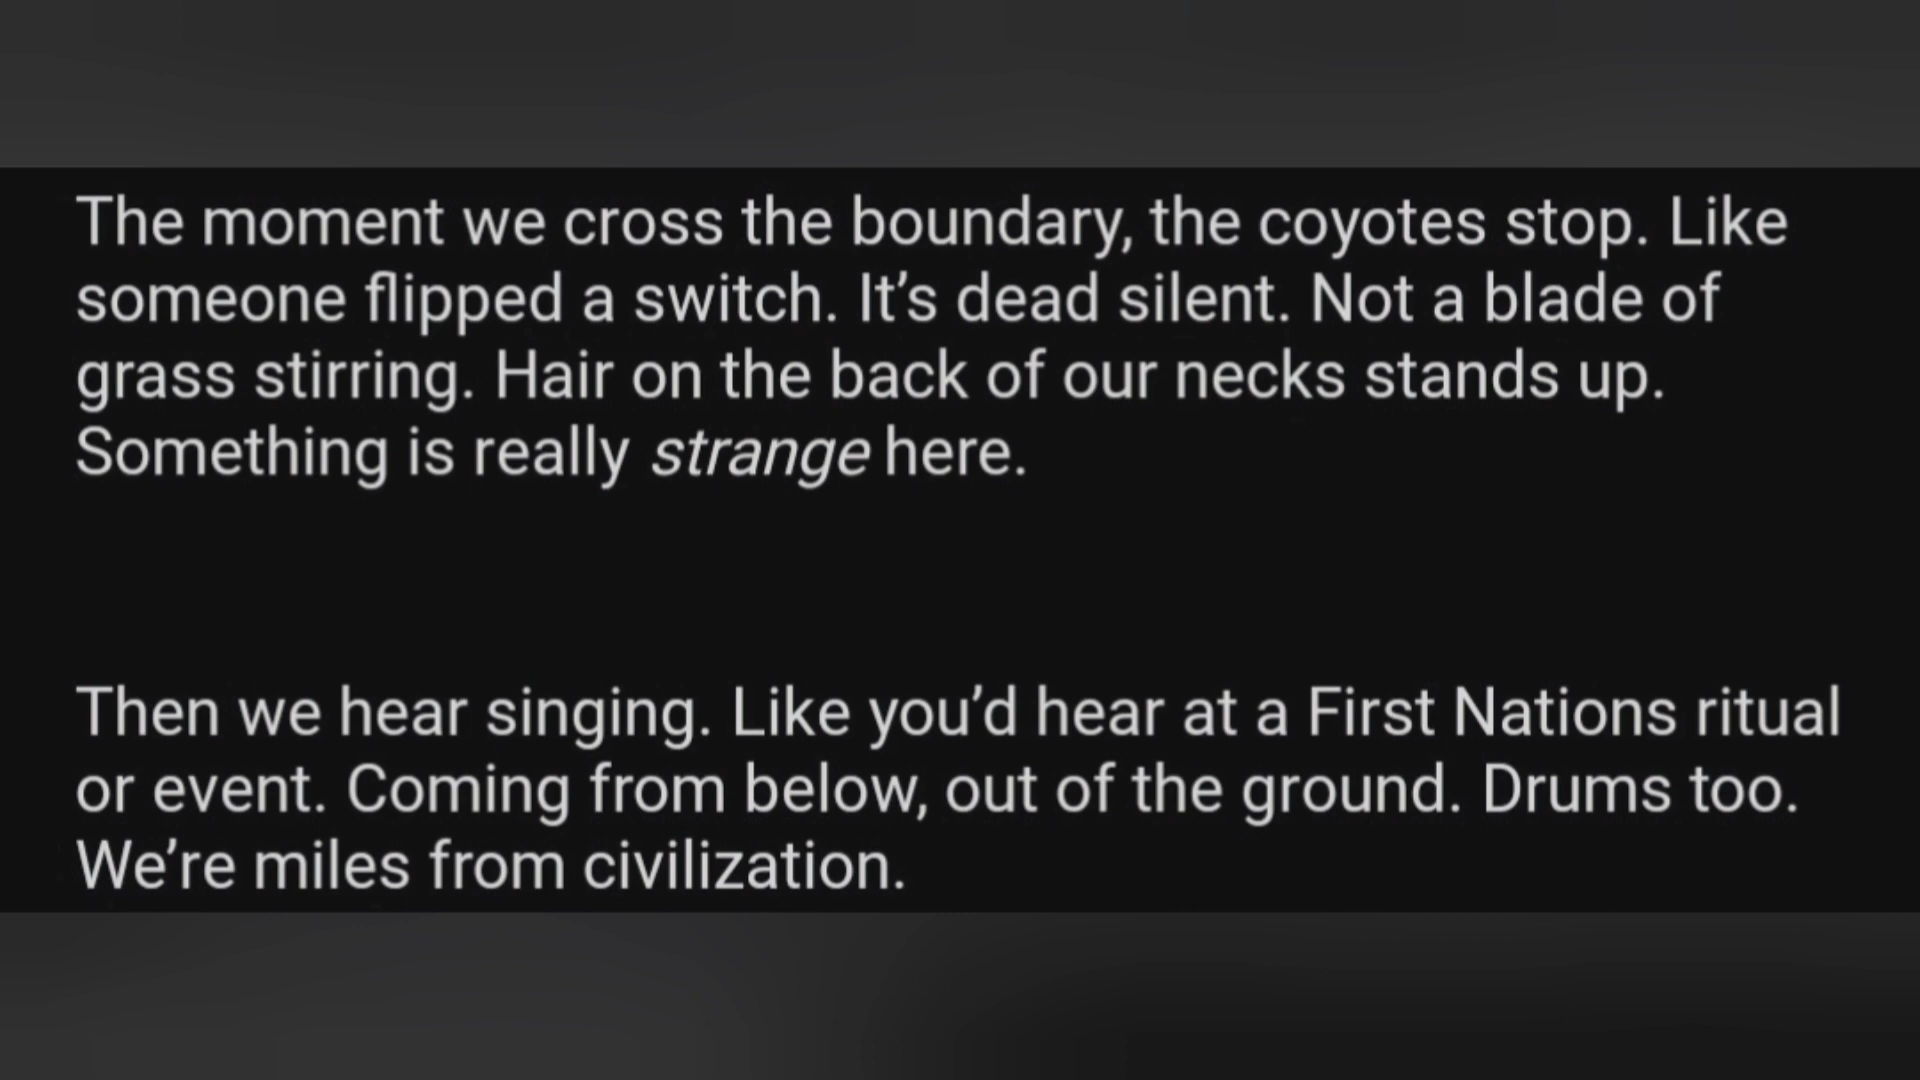 The moment we cross the boundary, the coyotes stop. Like
someone flipped a switch. It’s dead silent. Not a blade of
grass stirring. Hair on the back of our necks stands up.
Something is really strange here.
Then we hear singing. Like you’d hear at a First Nations ritual
or event. Coming from below, out of the ground. Drums too.
We’re miles from civilization.